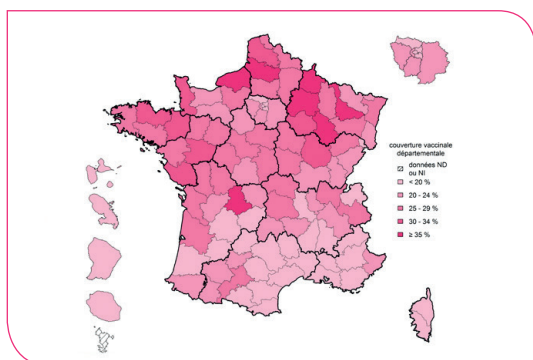 couverture vaccinale
départementale
données ND
ou NI
< 20 %
20 - 24 %
25 - 29 %
30 - 34 %
≥ 35 %